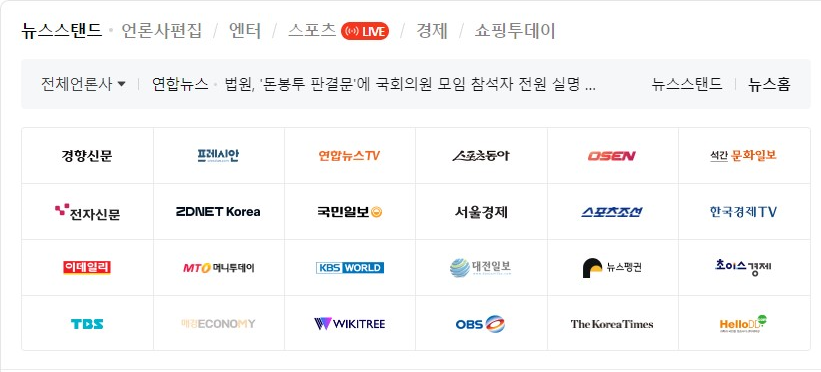 뉴스스탠드 · 언론사편집 / 엔터 / 스포츠 LIVE / 경제 / 쇼핑투데이
전체언론사 연합뉴스 · 법원, '돈봉투 판결문'에 국회의원 모임 참석자 전원 실명 ... 뉴스스탠드 뉴스홈
경향신문 프레시안 연합뉴스TV 스포츠동아 OSEN 석간 문화일보
전자신문 ZDNET Korea 국민일보 서울경제 스포츠조선 한국경제TV
이데일리 MTO 머니투데이 KBS WORLD 대전일보 뉴스펭귄 초이스경제
TBS 매경ECONOMY WIKITREE OBS The Korea Times HelloDD